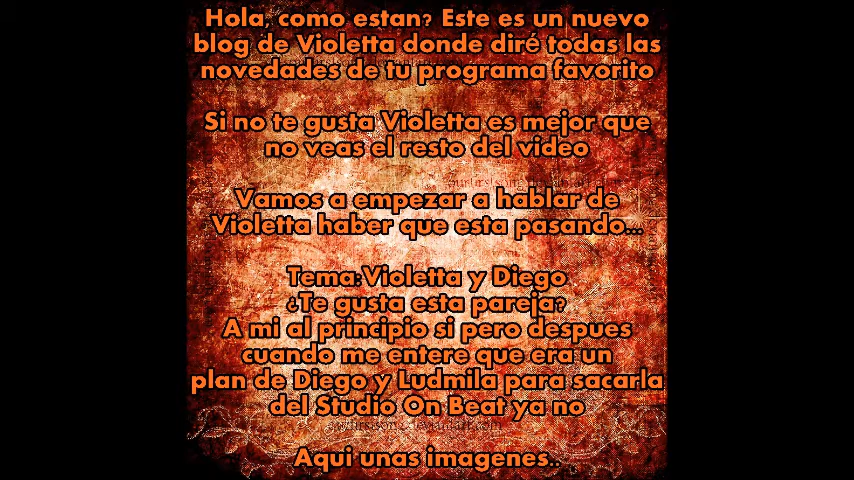 Hola, como estan? Este es un nuevo
blog de Violetta donde diré todas las
novedades de tu programa favorito
Si no te gusta Violetta es mejor que
no veas el resto del video
Vamos a empezar a hablar de
Violetta haber que esta pasando...
Tema:Violetta y Diego
¿Te gusta esta pareja?
A mi al principio si pero despues
cuando me entere que era un
plan de Diego y Ludmila para sacarla
del Studio On Beat ya no
Aqui unas imagenes..